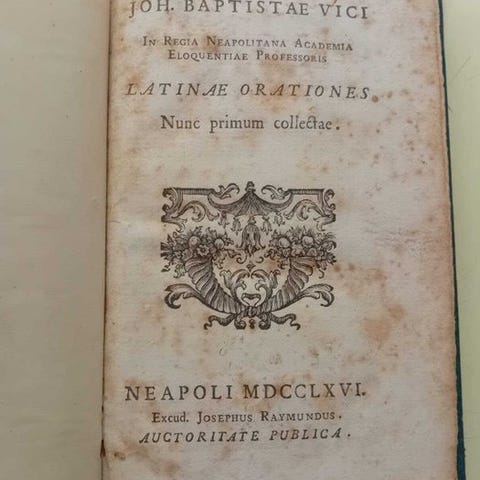 JOH. BAPTISTAE VICI
IN REGIA NEAPOLITANA ACADEMIA
ELOQUENTIAE PROFESSORIS
LATINÆ ORATIONES
Nunc primum collectae.
NEAPOLI MDCCLXVI.
Excud. JOSEPHUS RAYMUNDUS.
AUCTORITATE PUBLICA.